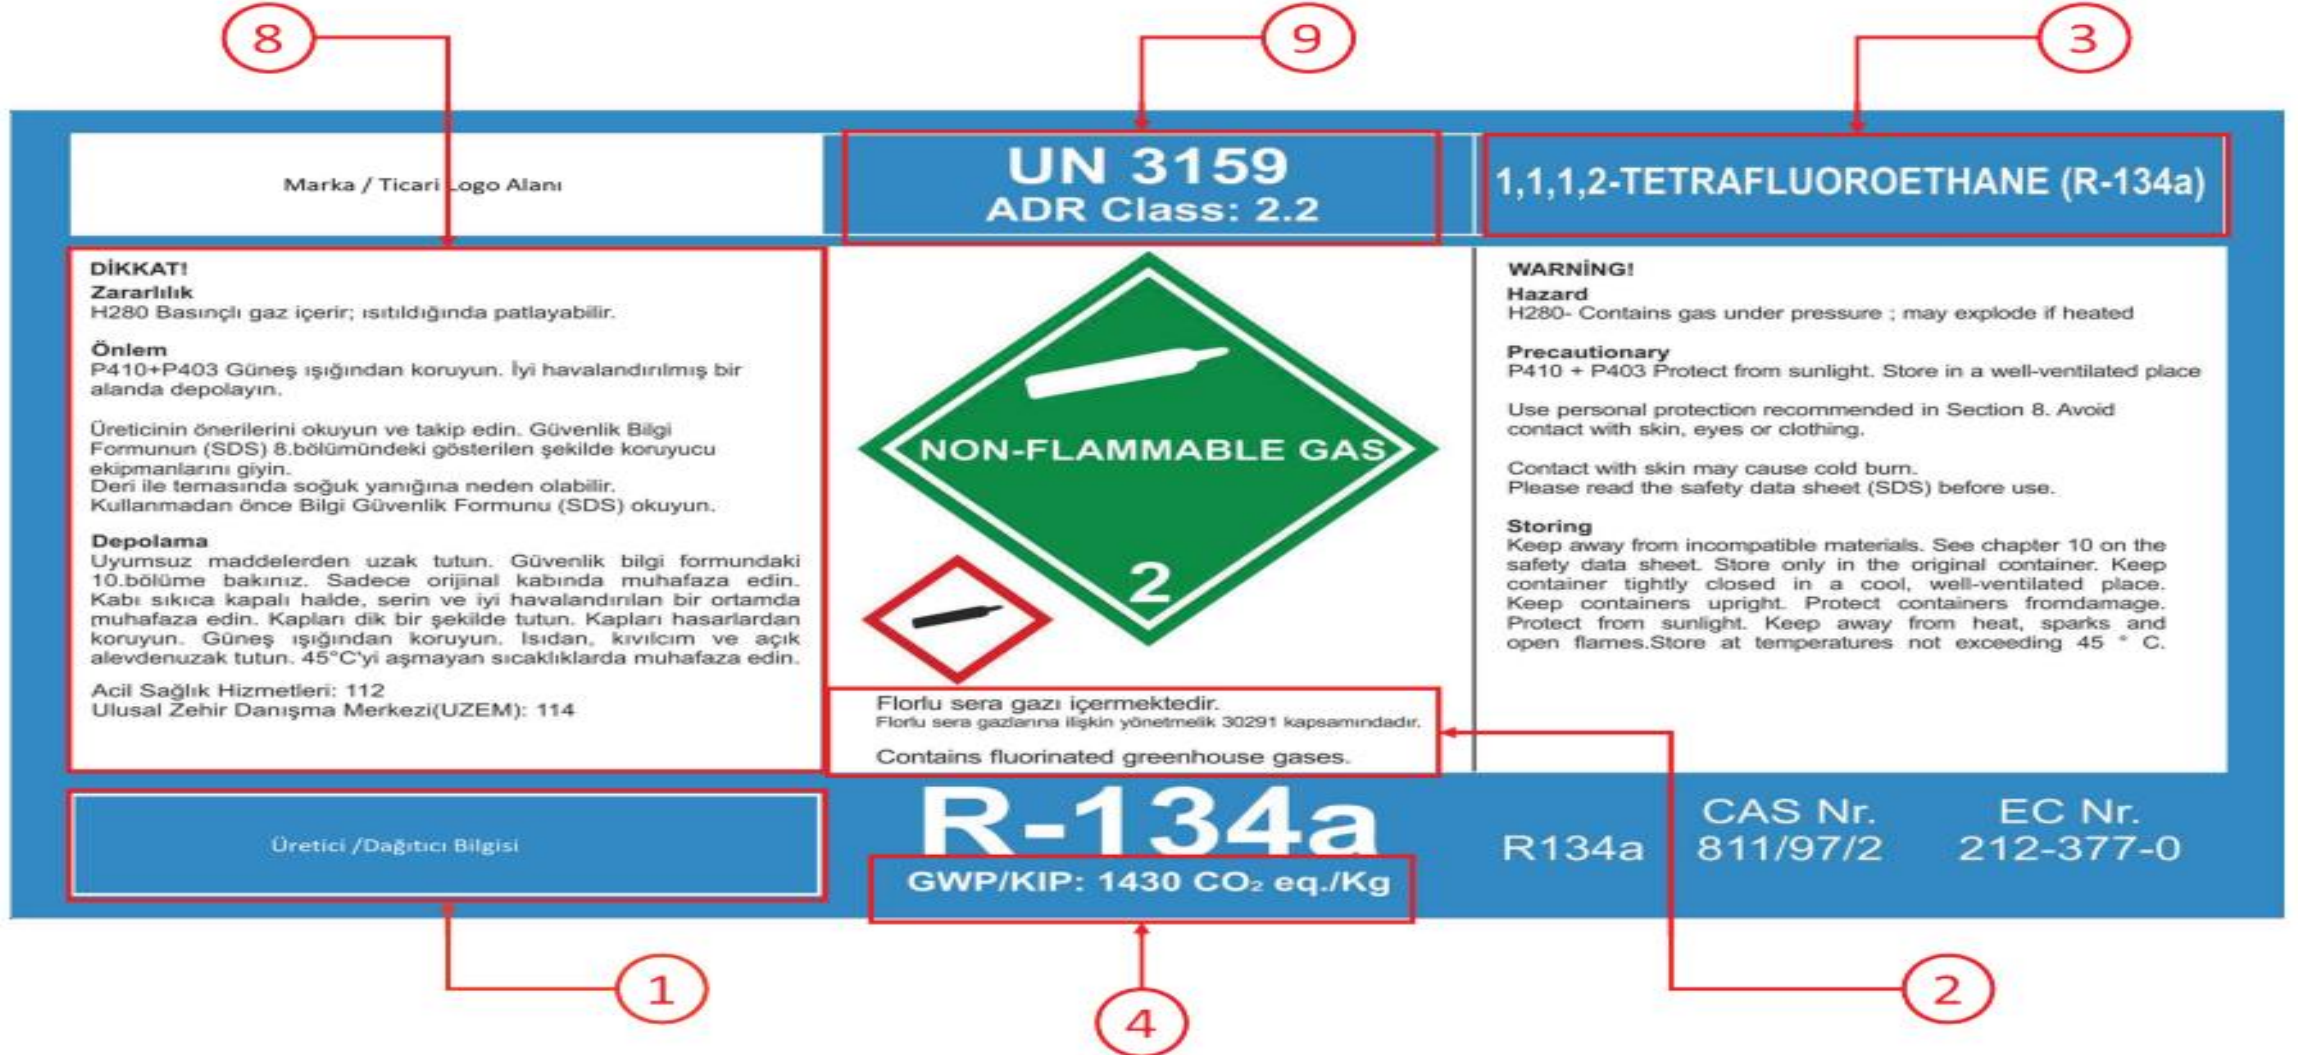 8
9
3
Marka / Ticari Logo Alanı
UN 3159
ADR Class: 2.2
1,1,1,2-TETRAFLUOROETHANE (R-134a)
DİKKAT!
Zararlılık
H280 Basınçlı gaz içerir; ısıtıldığında patlayabilir.
Önlem
P410+P403 Güneş ışığından koruyun. İyi havalandırılmış bir
alanda depolayın.
Üreticinin önerilerini okuyun ve takip edin. Güvenlik Bilgi
Formunun (SDS) 8.bölümündeki gösterilen şekilde koruyucu
ekipmanlarını giyin.
Deri ile temasında soğuk yanığına neden olabilir.
Kullanmadan önce Bilgi Güvenlik Formunu (SDS) okuyun.
Depolama
Uyumsuz maddelerden uzak tutun. Güvenlik bilgi formundaki
10.bölüme bakınız. Sadece orijinal kabında muhafaza edin.
Kabı sıkıca kapalı halde, serin ve iyi havalandırılan bir ortamda
muhafaza edin. Kapları dik bir şekilde tutun. Kapları hasarlardan
koruyun. Güneş ışığından koruyun. Isıdan, kıvılcım ve açık
alevdenuzak tutun. 45°C'yi aşmayan sıcaklıklarda muhafaza edin.
Acil Sağlık Hizmetleri: 112
Ulusal Zehir Danışma Merkezi(UZEM): 114
NON-FLAMMABLE GAS
2
Florlu sera gazı içermektedir.
Florlu sera gazlarına ilişkin yönetmelik 30291 kapsamındadır.
Contains fluorinated greenhouse gases.
WARNİNG!
Hazard
H280- Contains gas under pressure ; may explode if heated
Precautionary
P410 + P403 Protect from sunlight. Store in a well-ventilated place
Use personal protection recommended in Section 8. Avoid
contact with skin, eyes or clothing.
Contact with skin may cause cold burn.
Please read the safety data sheet (SDS) before use.
Storing
Keep away from incompatible materials. See chapter 10 on the
safety data sheet. Store only in the original container. Keep
container tightly closed in a cool, well-ventilated place.
Keep containers upright. Protect containers fromdamage.
Protect from sunlight. Keep away from heat, sparks and
open flames.Store at temperatures not exceeding 45 ° C.
Üretici /Dağıtıcı Bilgisi
R-134a
GWP/KIP: 1430 CO₂ eq./Kg
R134a
CAS Nr.
811/97/2
EC Nr.
212-377-0
1
4
2